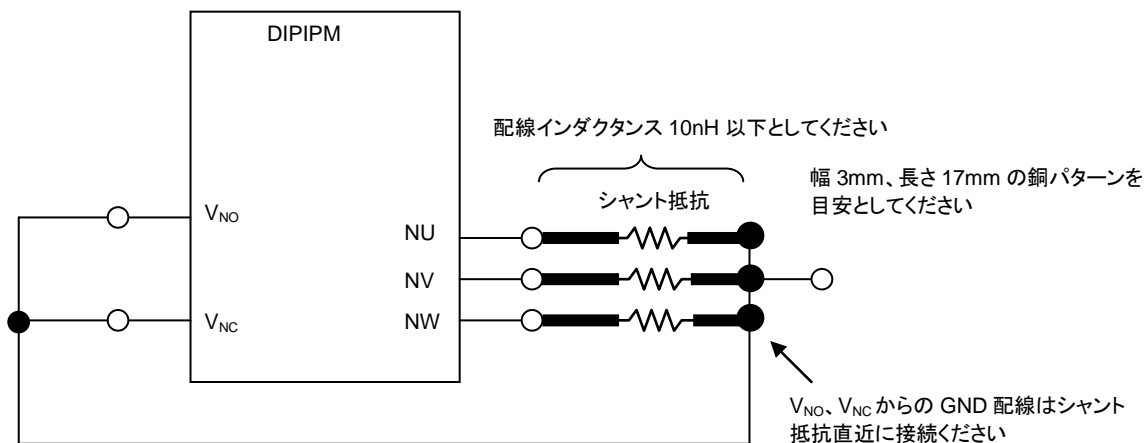 DIPIPM
配線インダクタンス 10nH 以下としてください
幅 3mm、長さ 17mm の銅パターンを
目安としてください
シャント抵抗
VNO
NU
NV
VNC
NW
VNO、VNC からの GND 配線はシャント
抵抗直近に接続ください